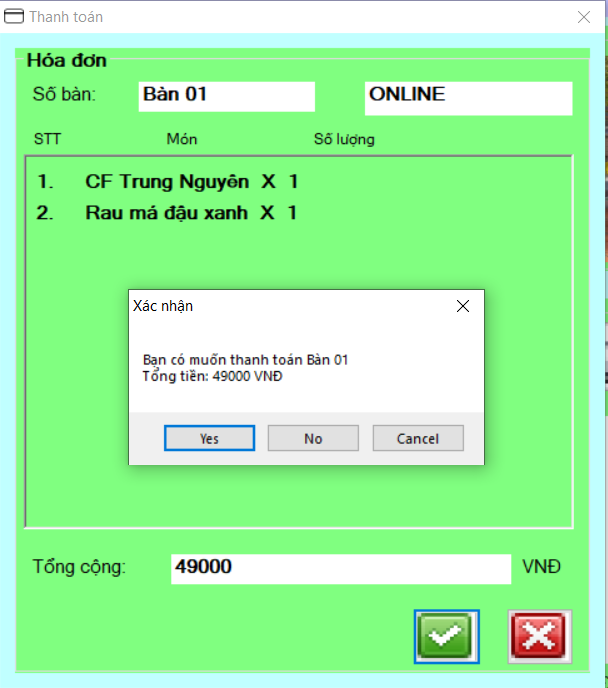 Thanh toán
Hóa đơn
Số bàn: Bàn 01 ONLINE
STT Món Số lượng
1. CF Trung Nguyên X 1
2. Rau má đậu xanh X 1
Xác nhận
Bạn có muốn thanh toán Bàn 01
Tổng tiền: 49000 VNĐ
Yes No Cancel
Tổng cộng: 49000 VNĐ